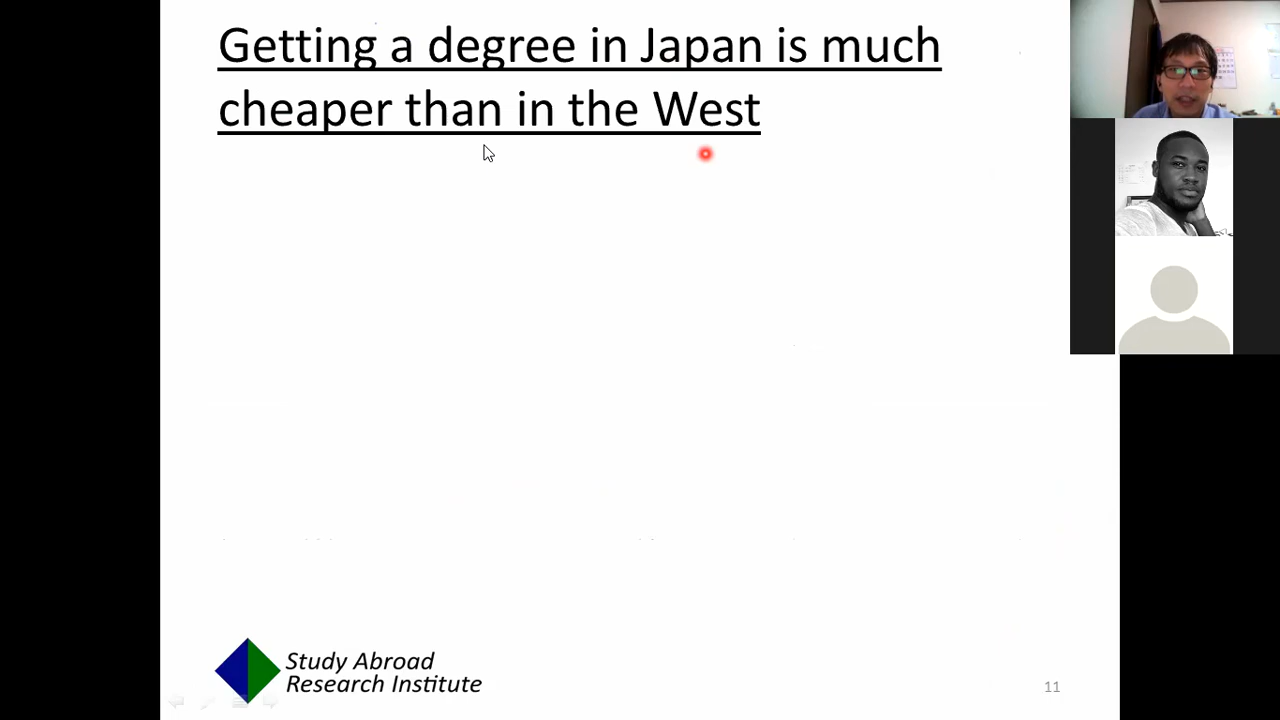 Getting a degree in Japan is much
cheaper than in the West
Study Abroad
Research Institute
11